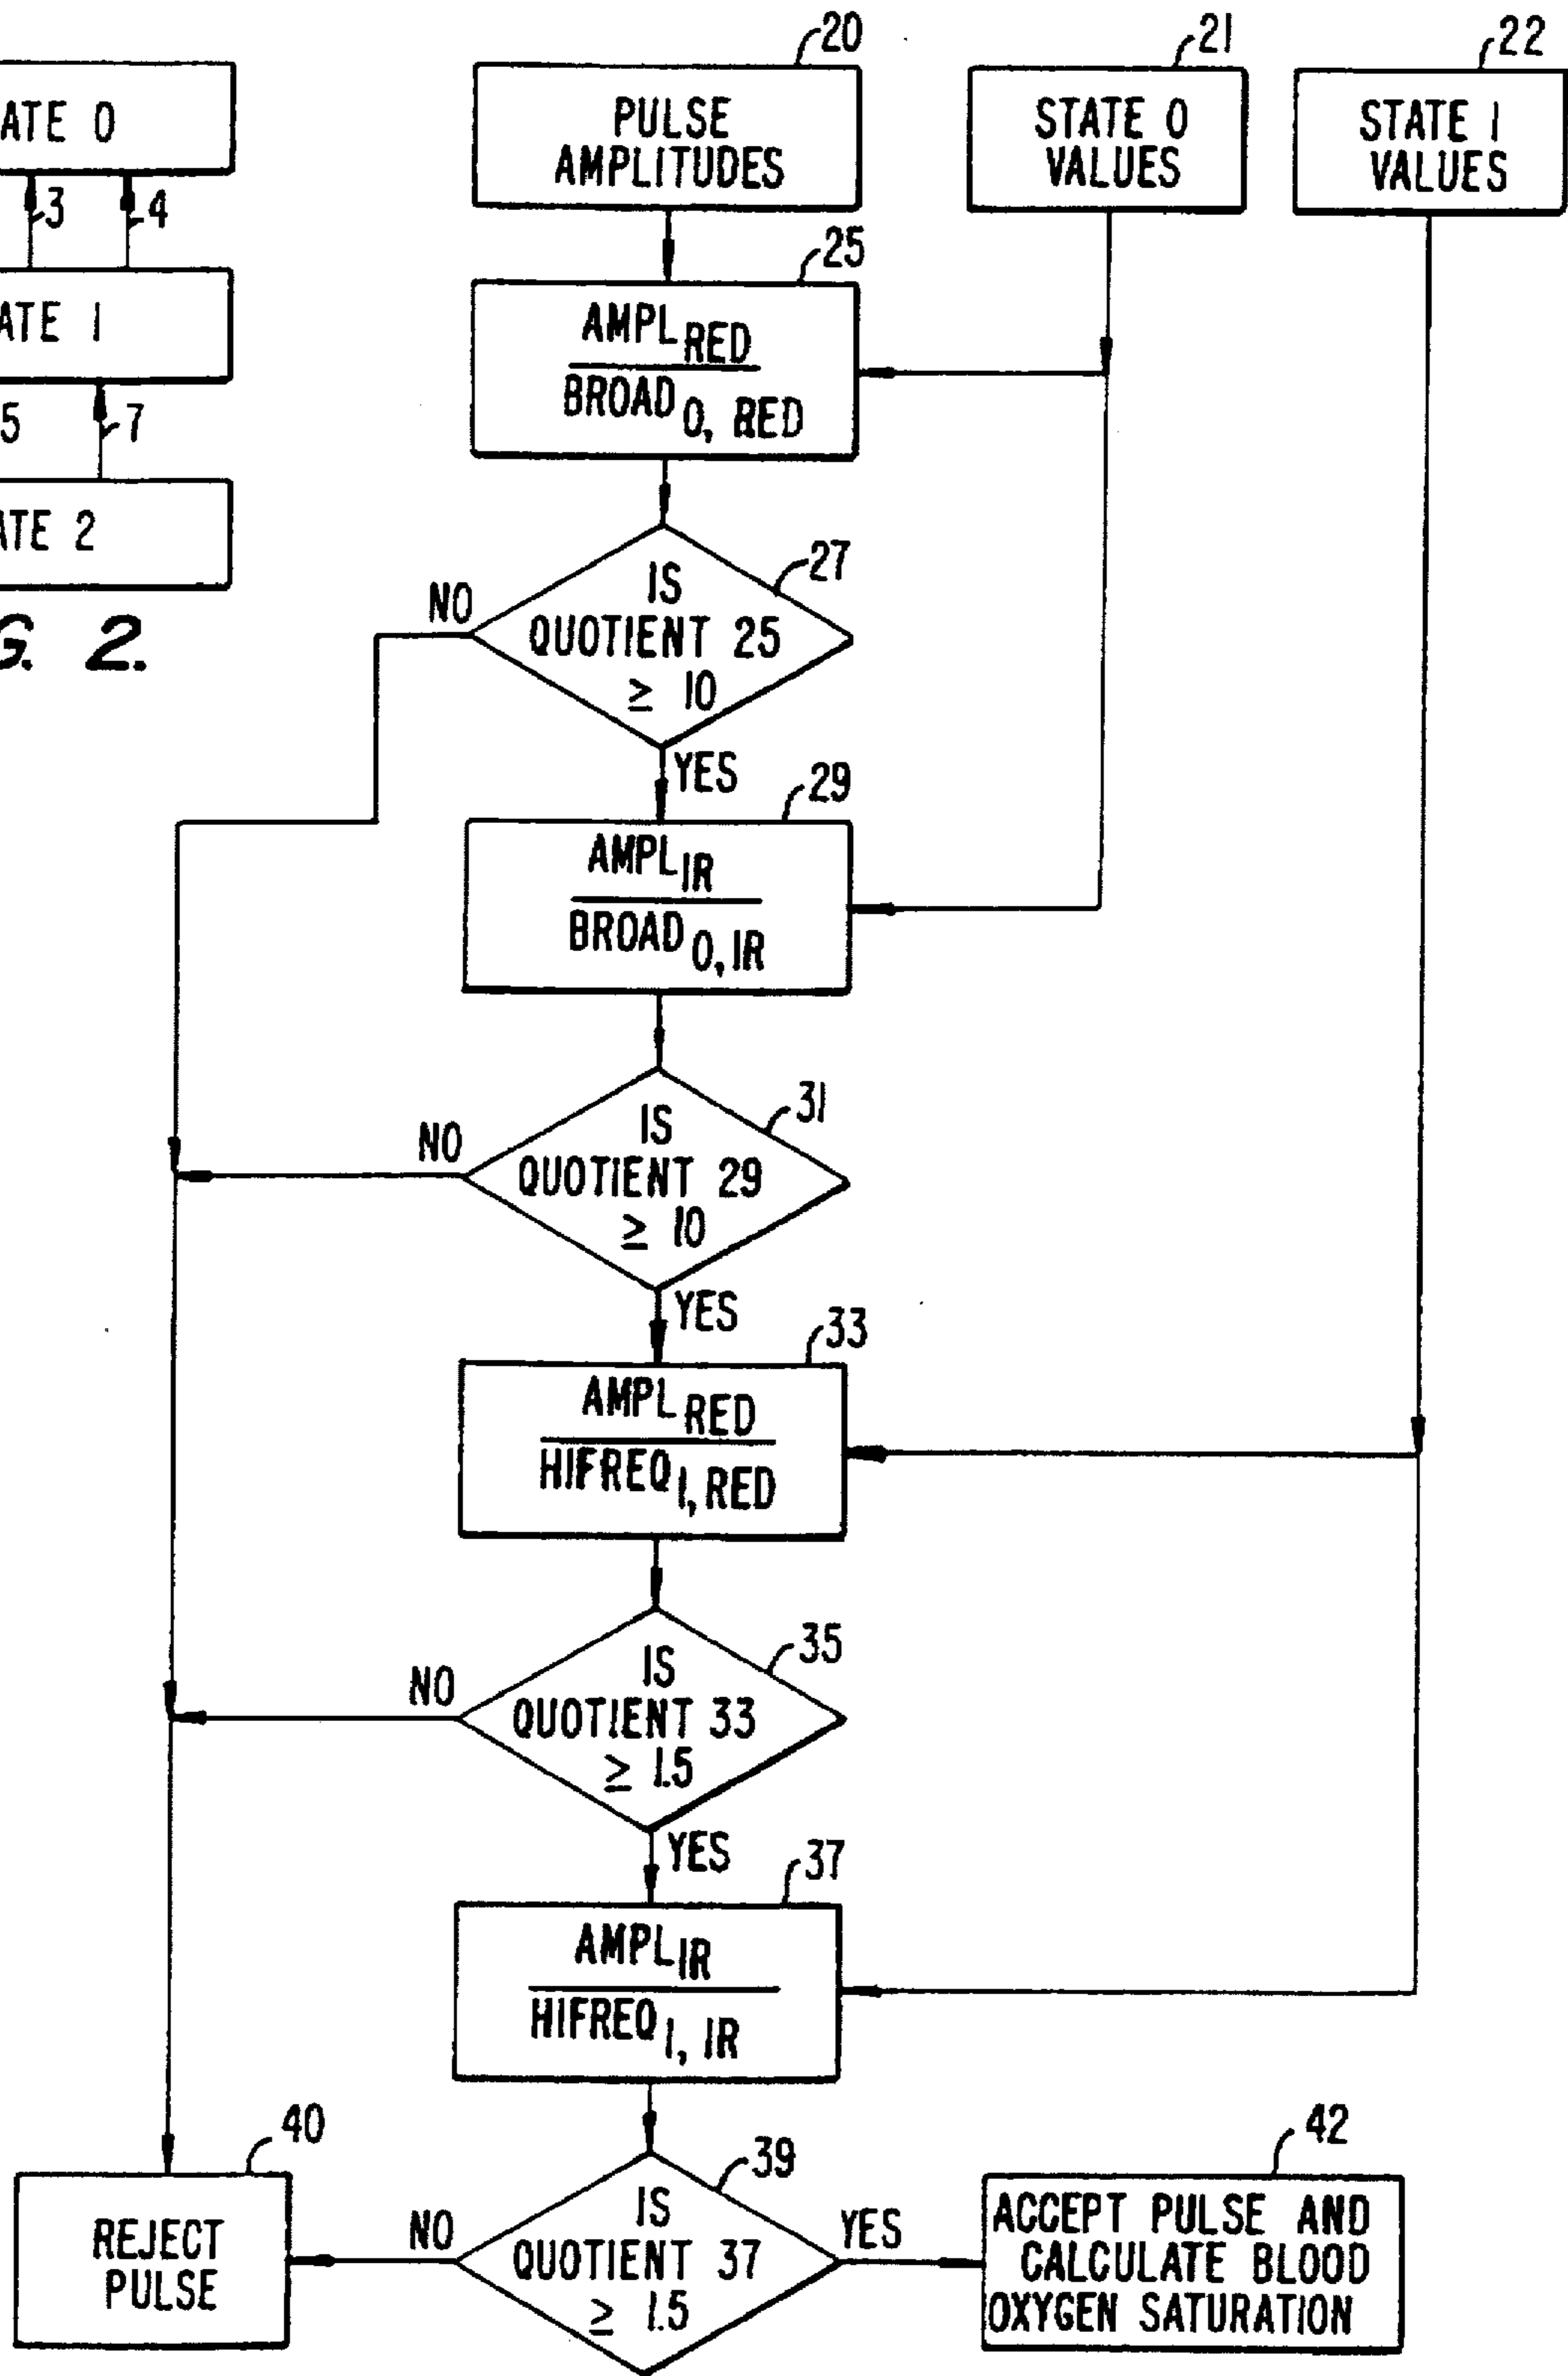 ATE 0
3
4
ATE 1
5
7
ATE 2
G. 2.
20
PULSE
AMPLITUDES
21
STATE 0
VALUES
22
STATE 1
VALUES
25
AMPL RED
BROAD 0, RED
27
IS
QUOTIENT 25
≥ 10
NO
YES
29
AMPL IR
BROAD 0, IR
31
IS
QUOTIENT 29
≥ 10
NO
YES
33
AMPL RED
HIFREQ 1, RED
35
IS
QUOTIENT 33
≥ 1.5
NO
YES
37
AMPL IR
HIFREQ 1, IR
39
IS
QUOTIENT 37
≥ 1.5
NO
YES
40
REJECT
PULSE
42
ACCEPT PULSE AND
CALCULATE BLOOD
OXYGEN SATURATION